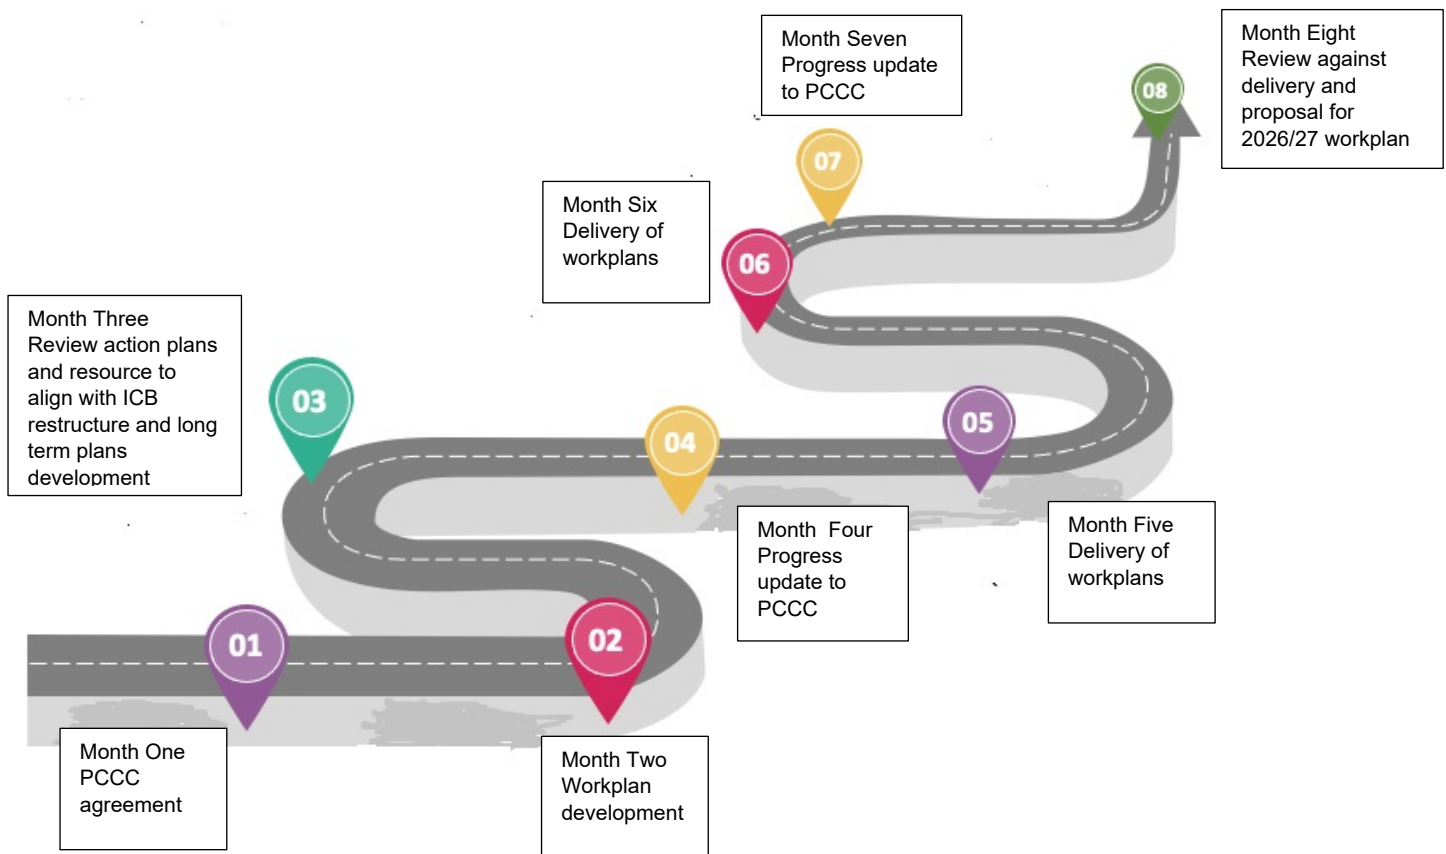 01
Month One
PCCC
agreement
02
Month Two
Workplan
development
03
Month Three
Review action plans
and resource to
align with ICB
restructure and long
term plans
development
04
Month  Four
Progress
update to
PCCC
05
Month Five
Delivery of
workplans
06
Month Six
Delivery of
workplans
07
Month Seven
Progress update
to PCCC
08
Month Eight
Review against
delivery and
proposal for
2026/27 workplan